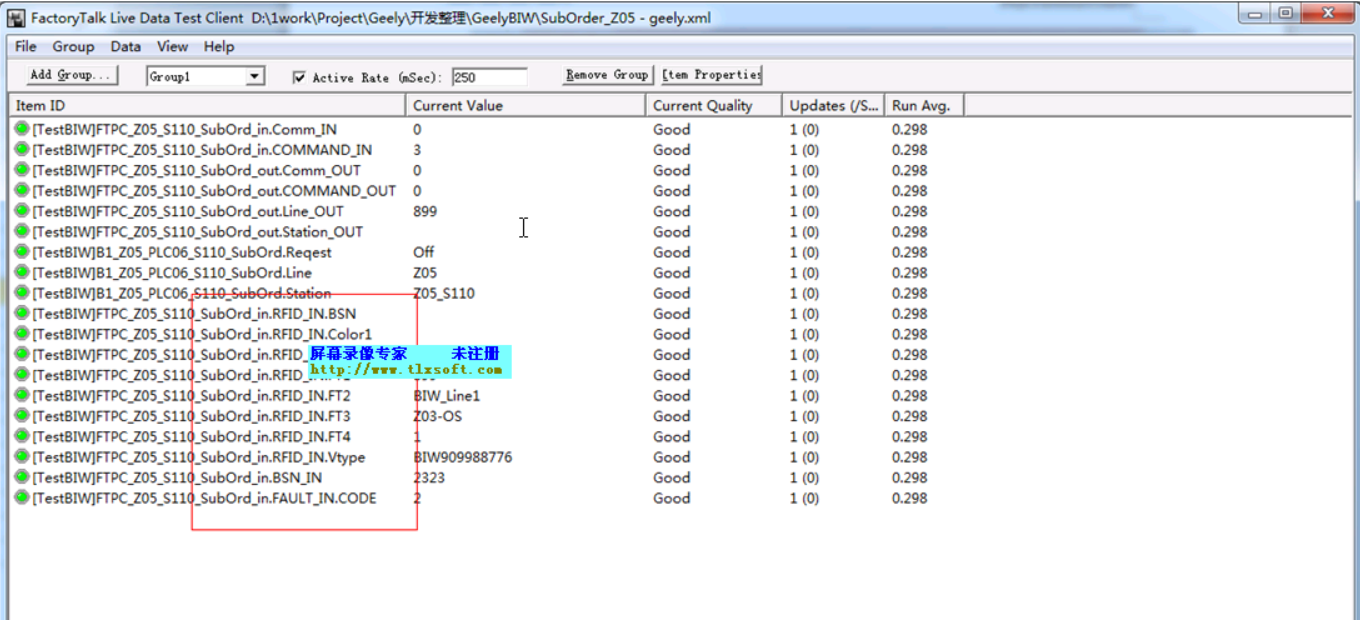 FactoryTalk Live Data Test Client D:\1work\Project\Geely\开发整理\GeelyBIW\SubOrder_Z05 - geely.xml
File Group Data View Help
Add Group... Group1 Active Rate (mSec): 250 Remove Group Item Properties
Item ID Current Value Current Quality Updates (/S... Run Avg.
[TestBIW]FTPC_Z05_S110_SubOrd_in.Comm_IN 0 Good 1 (0) 0.298
[TestBIW]FTPC_Z05_S110_SubOrd_in.COMMAND_IN 3 Good 1 (0) 0.298
[TestBIW]FTPC_Z05_S110_SubOrd_out.Comm_OUT 0 Good 1 (0) 0.298
[TestBIW]FTPC_Z05_S110_SubOrd_out.COMMAND_OUT 0 Good 1 (0) 0.298
[TestBIW]FTPC_Z05_S110_SubOrd_out.Line_OUT 899 Good 1 (0) 0.298
[TestBIW]FTPC_Z05_S110_SubOrd_out.Station_OUT Good 1 (0) 0.298
[TestBIW]B1_Z05_PLC06_S110_SubOrd.Reqest Off Good 1 (0) 0.298
[TestBIW]B1_Z05_PLC06_S110_SubOrd.Line Z05 Good 1 (0) 0.298
[TestBIW]B1_Z05_PLC06_S110_SubOrd.Station Z05_S110 Good 1 (0) 0.298
[TestBIW]FTPC_Z05_S110_SubOrd_in.RFID_IN.BSN Good 1 (0) 0.298
[TestBIW]FTPC_Z05_S110_SubOrd_in.RFID_IN.Color1 Good 1 (0) 0.298
[TestBIW]FTPC_Z05_S110_SubOrd_in.RFID_ Good 1 (0) 0.298
屏幕录像专家 未注册
http://www.tlxsoft.com
[TestBIW]FTPC_Z05_S110_SubOrd_in.RFID_IN. Good 1 (0) 0.298
[TestBIW]FTPC_Z05_S110_SubOrd_in.RFID_IN.FT2 BIW_Line1 Good 1 (0) 0.298
[TestBIW]FTPC_Z05_S110_SubOrd_in.RFID_IN.FT3 Z03-OS Good 1 (0) 0.298
[TestBIW]FTPC_Z05_S110_SubOrd_in.RFID_IN.FT4 1 Good 1 (0) 0.298
[TestBIW]FTPC_Z05_S110_SubOrd_in.RFID_IN.Vtype BIW909988776 Good 1 (0) 0.298
[TestBIW]FTPC_Z05_S110_SubOrd_in.BSN_IN 2323 Good 1 (0) 0.298
[TestBIW]FTPC_Z05_S110_SubOrd_in.FAULT_IN.CODE 2 Good 1 (0) 0.298